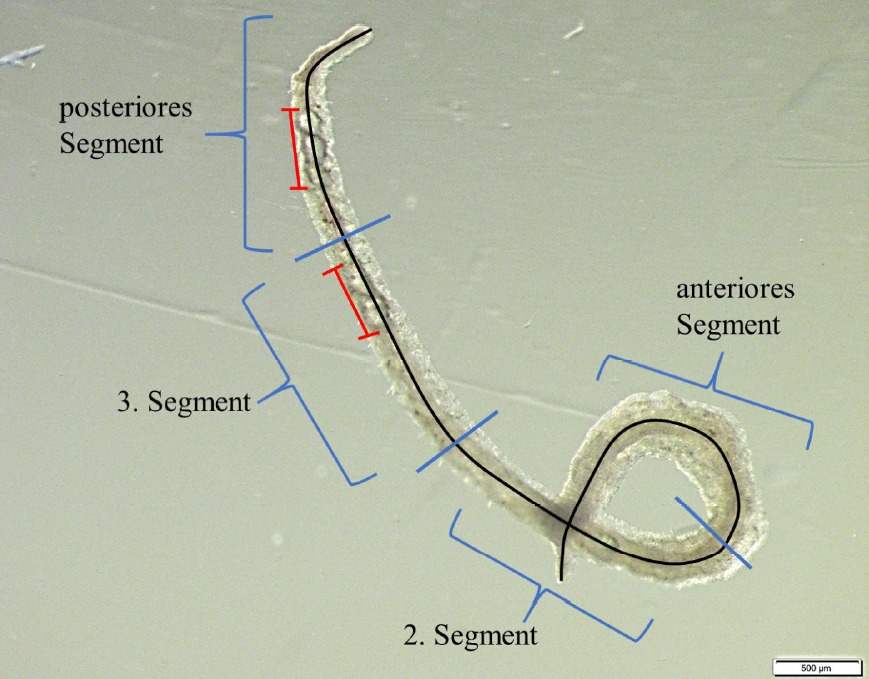 posteriores
Segment
anteriores
Segment
3. Segment
2. Segment
500 µm